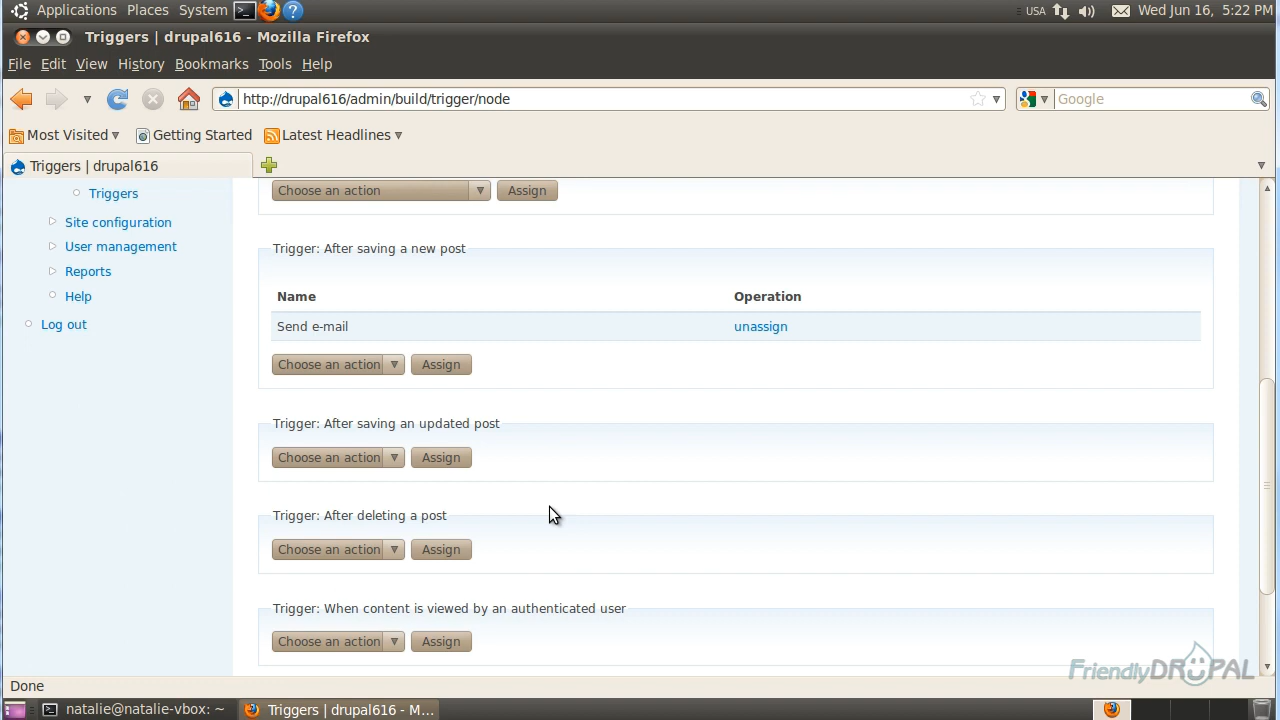 Applications Places System USA Wed Jun 16, 5:22 PM
Triggers | drupal616 - Mozilla Firefox
File Edit View History Bookmarks Tools Help
http://drupal616/admin/build/trigger/node Google
Most Visited Getting Started Latest Headlines
Triggers | drupal616
Triggers
Site configuration
User management
Reports
Help
Log out
Choose an action Assign
Trigger: After saving a new post
Name Operation
Send e-mail unassign
Choose an action Assign
Trigger: After saving an updated post
Choose an action Assign
Trigger: After deleting a post
Choose an action Assign
Trigger: When content is viewed by an authenticated user
Choose an action Assign
FriendlyDRUPAL
Done
natalie@natalie-vbox: ~ Triggers | drupal616 - M...